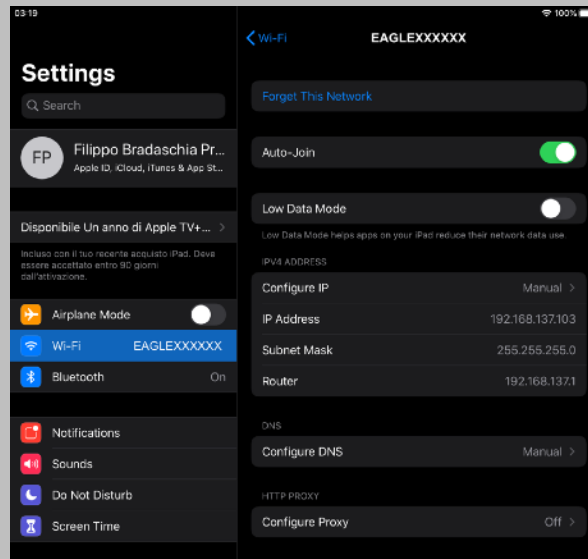 03:19
100%
Settings
Search
FP
Filippo Bradaschia Pr...
Apple ID, iCloud, iTunes & App St...
Disponibile Un anno di Apple TV+...
Incluso con il tuo recente acquisto iPad. Deve
essere accettato entro 90 giorni
dall'attivazione.
Airplane Mode
Wi-Fi EAGLEXXXXXX
Bluetooth On
Notifications
Sounds
Do Not Disturb
Screen Time
Wi-Fi
EAGLEXXXXXX
Forget This Network
Auto-Join
Low Data Mode
Low Data Mode helps apps on your iPad reduce their network data use.
IPV4 ADDRESS
Configure IP Manual
IP Address 192.168.137.103
Subnet Mask 255.255.255.0
Router 192.168.137.1
DNS
Configure DNS Manual
HTTP PROXY
Configure Proxy Off